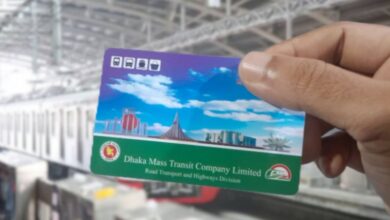 Dhaka Mass Transit Company Limited
Road Transport and Highways Division